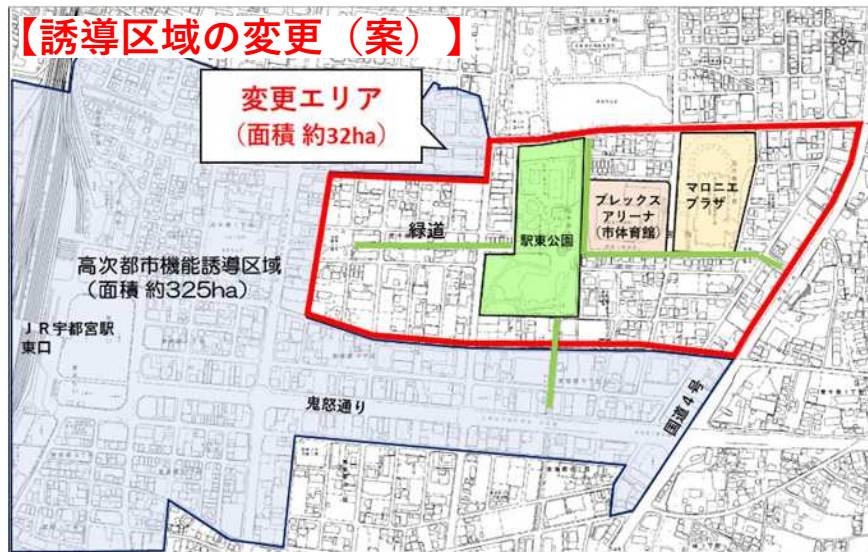 【誘導区域の変更（案）】
変更エリア
（面積 約32ha）
緑道
駅東公園
ブレックス
アリーナ
（市体育館）
マロニエ
プラザ
高次都市機能誘導区域
（面積 約325ha）
ＪＲ宇都宮駅
東口
鬼怒通り
国道４号